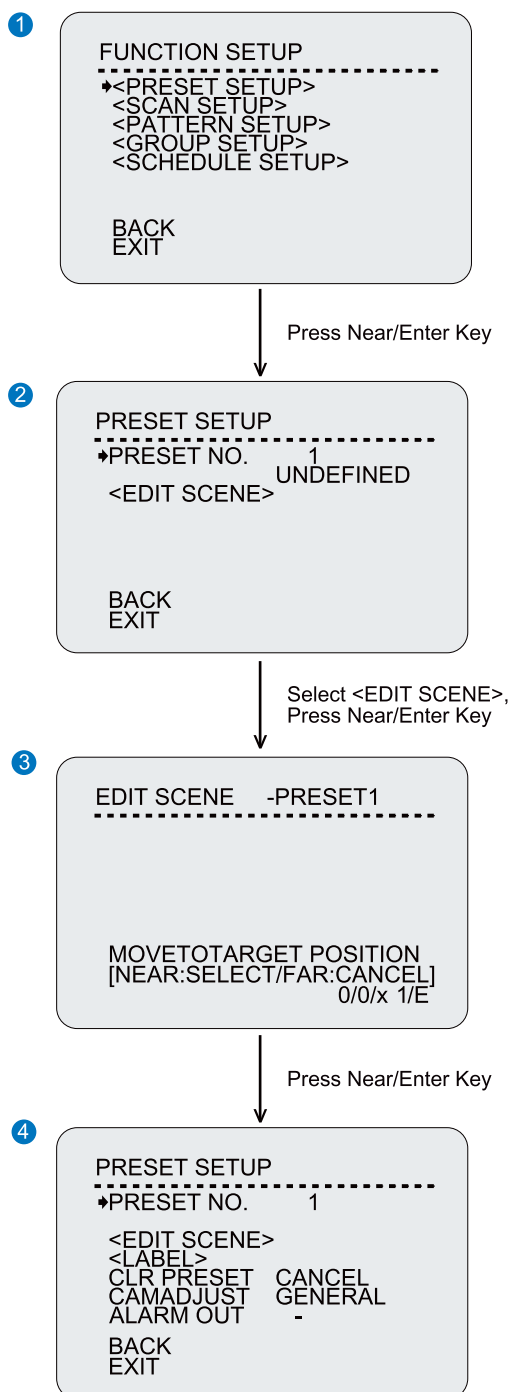 1
FUNCTION SETUP
<PRESET SETUP>
<SCAN SETUP>
<PATTERN SETUP>
<GROUP SETUP>
<SCHEDULE SETUP>
BACK
EXIT
Press Near/Enter Key
2
PRESET SETUP
PRESET NO. 1
UNDEFINED
<EDIT SCENE>
BACK
EXIT
Select <EDIT SCENE>,
Press Near/Enter Key
3
EDIT SCENE -PRESET1
MOVETOTARGET POSITION
[NEAR:SELECT/FAR:CANCEL]
0/0/x 1/E
Press Near/Enter Key
4
PRESET SETUP
PRESET NO. 1
<EDIT SCENE>
<LABEL>
CLR PRESET CANCEL
CAMADJUST GENERAL
ALARM OUT -
BACK
EXIT